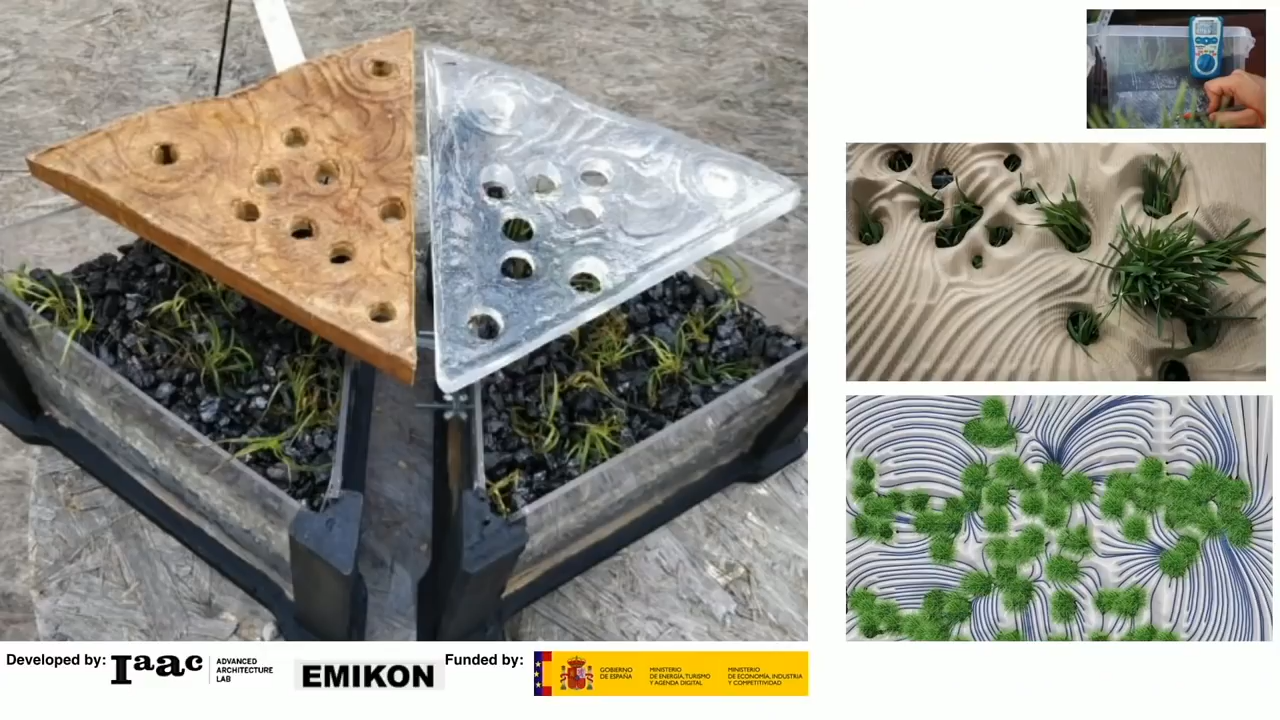 Developed by:
Iaac
ADVANCED
ARCHITECTURE
LAB
EMIKON
Funded by:
GOBIERNO
DE ESPAÑA
MINISTERIO
DE ENERGÍA, TURISMO
Y AGENDA DIGITAL
MINISTERIO
DE ECONOMÍA, INDUSTRIA
Y COMPETITIVIDAD